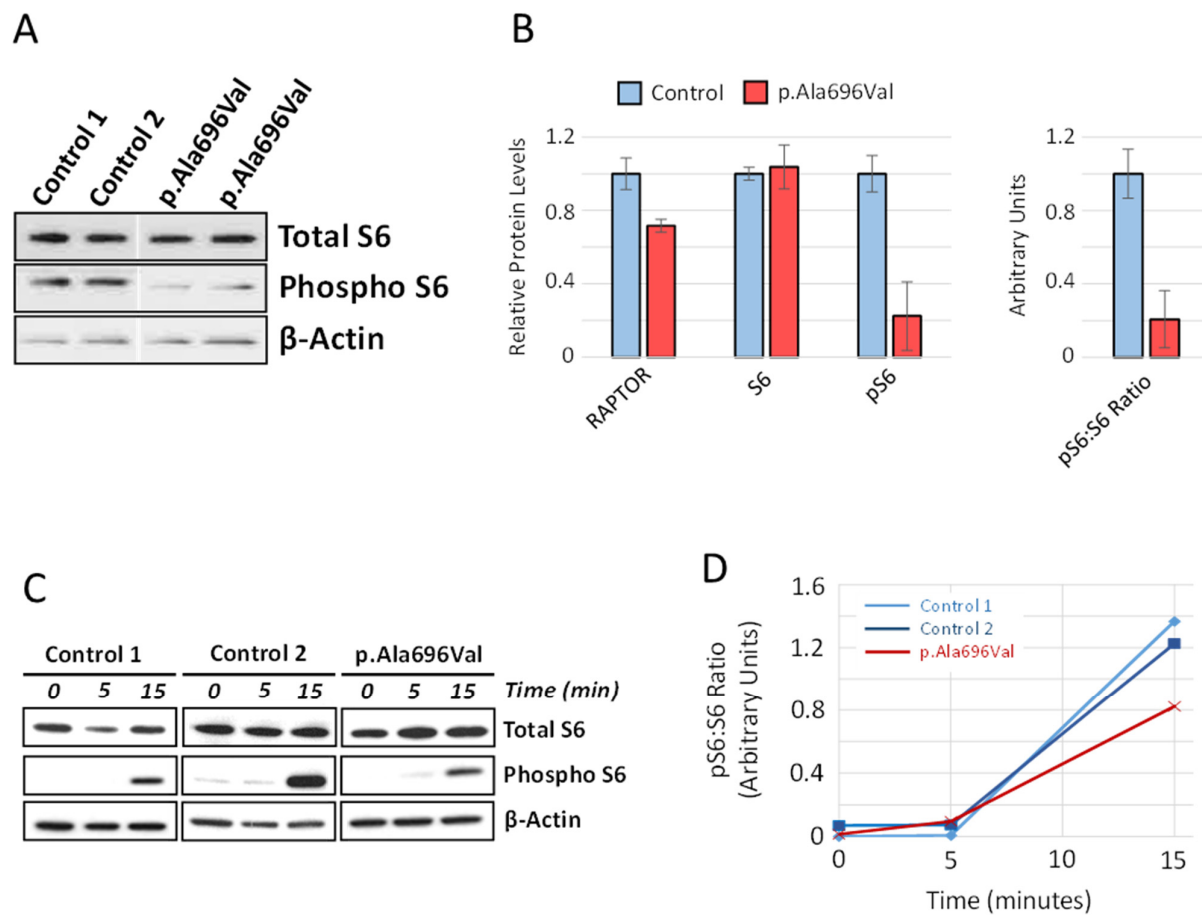 A
Control 1
Control 2
p.Ala696Val
p.Ala696Val
Total S6
Phospho S6
β-Actin
B
Control
p.Ala696Val
Relative Protein Levels
1.2
0.8
0.4
0
RAPTOR
S6
pS6
Arbitrary Units
1.2
0.8
0.4
0
pS6:S6 Ratio
C
Control 1
Control 2
p.Ala696Val
0 5 15 0 5 15 0 5 15 Time (min)
Total S6
Phospho S6
β-Actin
D
pS6:S6 Ratio
(Arbitrary Units)
1.6
1.2
0.8
0.4
0
Control 1
Control 2
p.Ala696Val
0 5 10 15
Time (minutes)